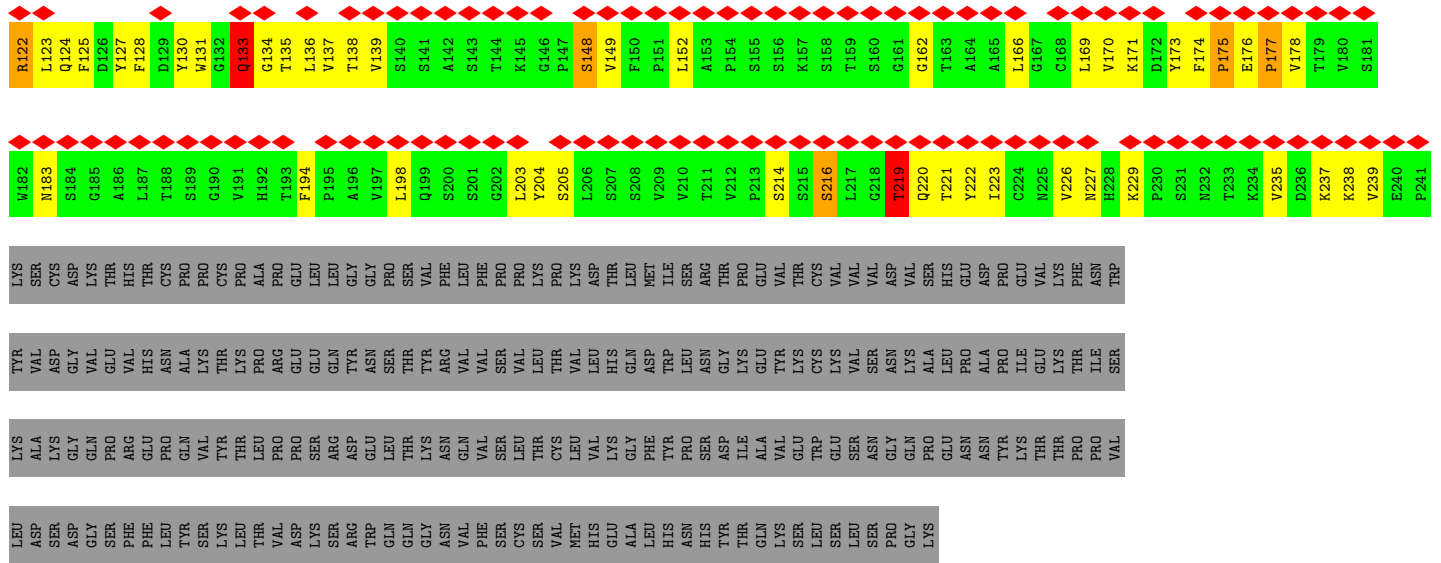 R122 L123 Q124 F125 D126 Y127 F128 D129 Y130 W131 G132 Q133 G134 T135 L136 V137 T138 V139 S140 S141 A142 S143 T144 K145 G146 P147 S148 V149 F150 P151 L152 A153 P154 S155 S156 K157 S158 T159 S160 G161 G162 T163 A164 A165 L166 G167 C168 L169 V170 K171 D172 Y173 F174 P175 E176 P177 V178 T179 V180 S181
W182 N183 S184 G185 A186 L187 T188 S189 G190 V191 H192 T193 F194 P195 A196 V197 L198 Q199 S200 S201 G202 L203 Y204 S205 L206 S207 S208 V209 V210 T211 V212 P213 S214 S215 S216 L217 G218 T219 Q220 T221 Y222 I223 C224 N225 V226 N227 H228 K229 P230 S231 N232 T233 K234 V235 D236 K237 K238 V239 E240 P241
LYS SER CYS ASP LYS THR HIS THR CYS PRO PRO CYS PRO ALA PRO GLU LEU LEU GLY GLY PRO SER VAL PHE LEU PHE PRO PRO LYS PRO LYS ASP THR LEU MET ILE SER ARG THR PRO GLU VAL THR CYS VAL VAL VAL ASP VAL SER HIS GLU ASP PRO GLU VAL LYS PHE ASN TRP
TYR VAL ASP GLY VAL GLU VAL HIS ASN ALA LYS THR LYS PRO ARG GLU GLU GLN TYR ASN SER THR TYR ARG VAL VAL SER VAL LEU THR VAL LEU HIS GLN ASP TRP LEU ASN GLY LYS GLU TYR LYS CYS LYS VAL SER ASN LYS ALA LEU PRO ALA PRO ILE GLU LYS THR ILE SER
LYS ALA LYS GLY GLN PRO ARG GLU PRO GLN VAL TYR THR LEU PRO PRO SER ARG ASP GLU LEU THR LYS ASN GLN VAL SER LEU THR CYS LEU VAL LYS GLY PHE TYR PRO SER ASP ILE ALA VAL GLU TRP GLU SER ASN GLY GLN PRO GLU ASN ASN TYR LYS THR THR PRO PRO VAL
LEU ASP SER ASP GLY SER PHE PHE LEU TYR SER LYS LEU THR VAL ASP LYS SER ARG TRP GLN GLN GLY ASN VAL PHE SER CYS SER VAL MET HIS GLU ALA LEU HIS ASN HIS TYR THR GLN LYS SER LEU SER LEU SER PRO GLY LYS